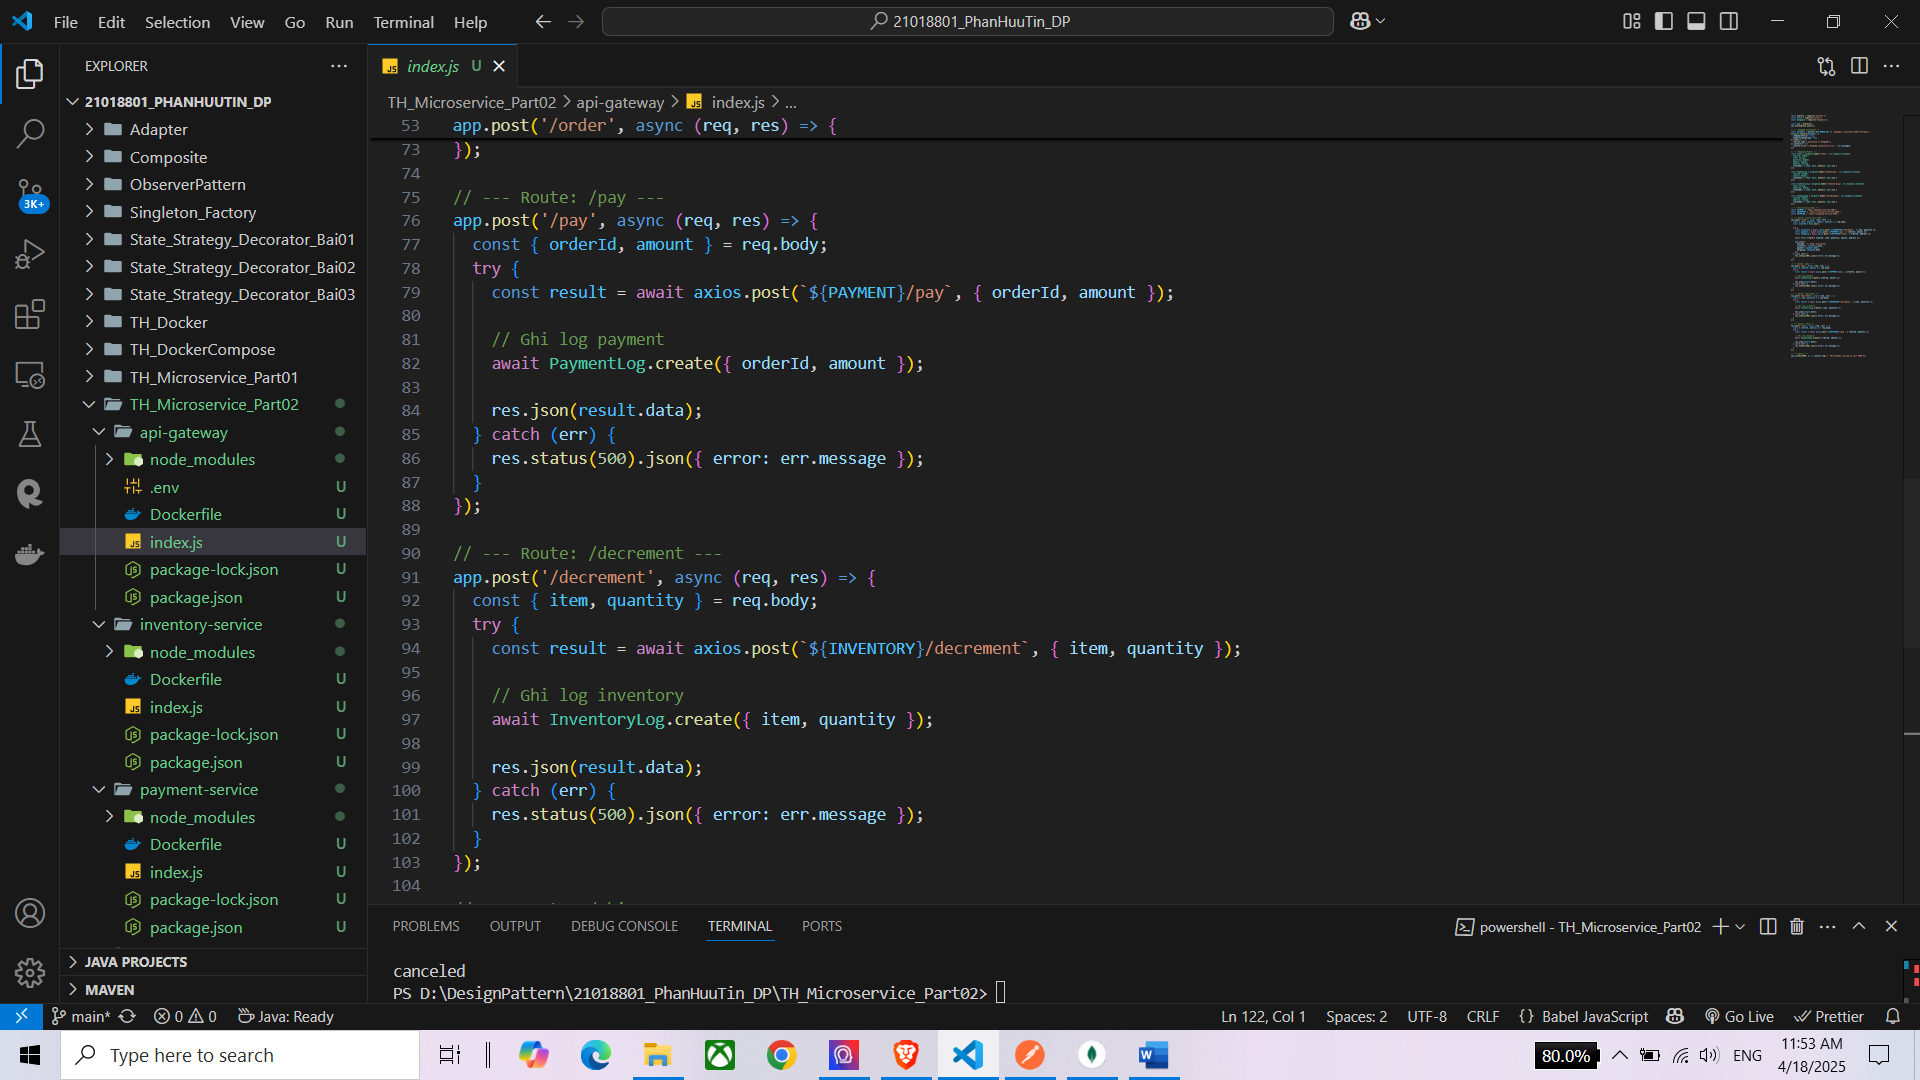 File Edit Selection View Go Run Terminal Help
21018801_PhanHuuTin_DP
EXPLORER
21018801_PHANHUUTIN_DP
Adapter
Composite
ObserverPattern
Singleton_Factory
State_Strategy_Decorator_Bai01
State_Strategy_Decorator_Bai02
State_Strategy_Decorator_Bai03
TH_Docker
TH_DockerCompose
TH_Microservice_Part01
TH_Microservice_Part02
api-gateway
node_modules
.env U
Dockerfile U
JS index.js U
package-lock.json U
package.json U
inventory-service
node_modules
Dockerfile U
JS index.js U
package-lock.json U
package.json U
payment-service
node_modules
Dockerfile U
JS index.js U
package-lock.json U
package.json U
JAVA PROJECTS
MAVEN
3K+
JS index.js U
TH_Microservice_Part02 > api-gateway > JS index.js > ...
53 app.post('/order', async (req, res) => {
73 });
74
75 // --- Route: /pay ---
76 app.post('/pay', async (req, res) => {
77 const { orderId, amount } = req.body;
78 try {
79 const result = await axios.post(`${PAYMENT}/pay`, { orderId, amount });
80
81 // Ghi log payment
82 await PaymentLog.create({ orderId, amount });
83
84 res.json(result.data);
85 } catch (err) {
86 res.status(500).json({ error: err.message });
87 }
88 });
89
90 // --- Route: /decrement ---
91 app.post('/decrement', async (req, res) => {
92 const { item, quantity } = req.body;
93 try {
94 const result = await axios.post(`${INVENTORY}/decrement`, { item, quantity });
95
96 // Ghi log inventory
97 await InventoryLog.create({ item, quantity });
98
99 res.json(result.data);
100 } catch (err) {
101 res.status(500).json({ error: err.message });
102 }
103 });
104
PROBLEMS OUTPUT DEBUG CONSOLE TERMINAL PORTS
powershell - TH_Microservice_Part02
canceled
PS D:\DesignPattern\21018801_PhanHuuTin_DP\TH_Microservice_Part02>
main* 0 0 Java: Ready
Ln 122, Col 1 Spaces: 2 UTF-8 CRLF {} Babel JavaScript Go Live Prettier
Type here to search
80.0% ENG
11:53 AM
4/18/2025